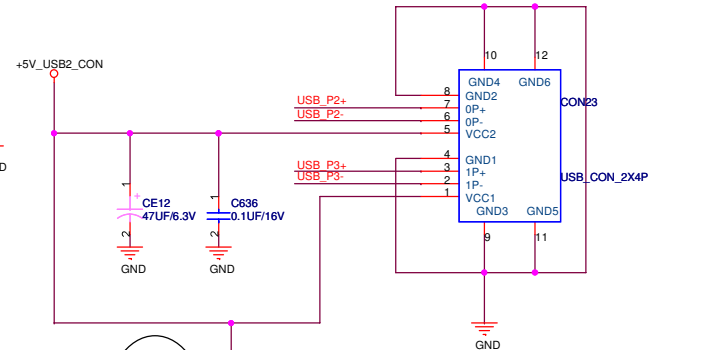 +5V_USB2_CON
10
12
GND4
GND6
8
GND2
CON23
USB_P2+
7
0P+
USB_P2-
6
0P-
5
VCC2
4
GND1
D
USB_P3+
3
1P+
USB_P3-
2
1P-
USB_CON_2X4P
1
VCC1
1
+
CE12
47UF/6.3V
2
GND
1
C636
0.1UF/16V
2
GND
GND3
GND5
9
11
GND